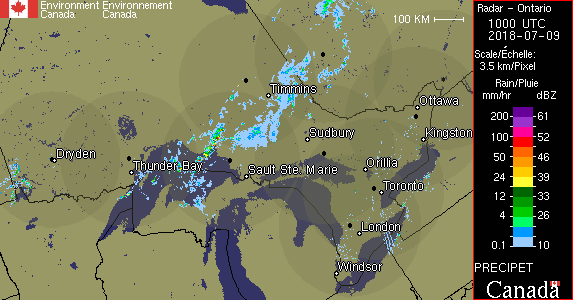 Environment Environnement
Canada Canada
100 KM
Timmins
Ottawa
Sudbury
Kingston
Dryden
Thunder Bay
Sault Ste. Marie
Orillia
Toronto
London
Windsor
Radar - Ontario
1000 UTC
2018-07-09
Scale/Échelle:
3.5 km/Pixel
Rain/Pluie
mm/hr dBZ
200 61
100 56
50 52
50 46
24 39
12 33
4 26
0.1 10
PRECIPET
Canada